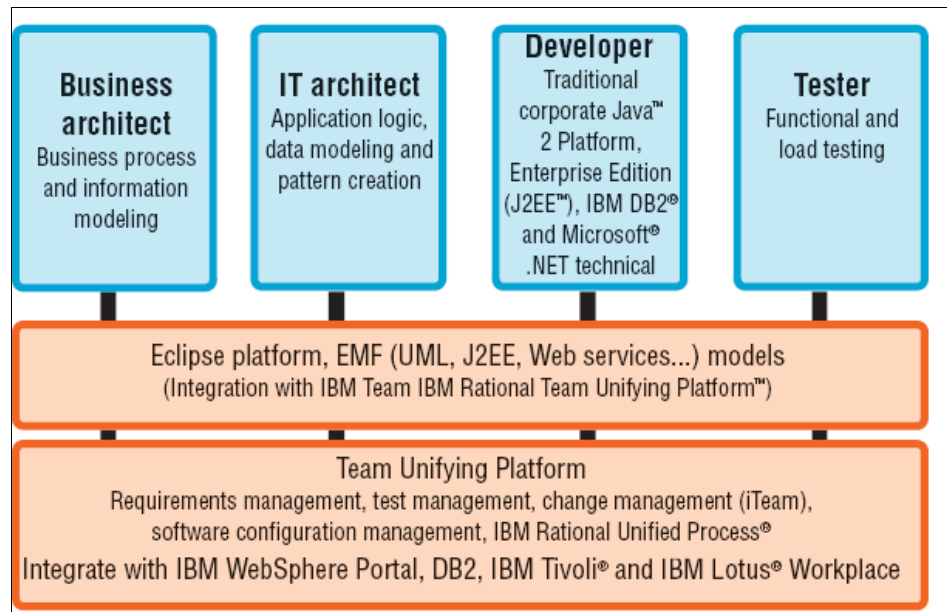 Business
architect
Business process
and information
modeling
IT architect
Application logic,
data modeling and
pattern creation
Developer
Traditional
corporate Java™
2 Platform,
Enterprise Edition
(J2EE™), IBM DB2®
and Microsoft®
.NET technical
Tester
Functional and
load testing
Eclipse platform, EMF (UML, J2EE, Web services...) models
(Integration with IBM Team IBM Rational Team Unifying Platform™)
Team Unifying Platform
Requirements management, test management, change management (iTeam),
software configuration management, IBM Rational Unified Process®
Integrate with IBM WebSphere Portal, DB2, IBM Tivoli® and IBM Lotus® Workplace